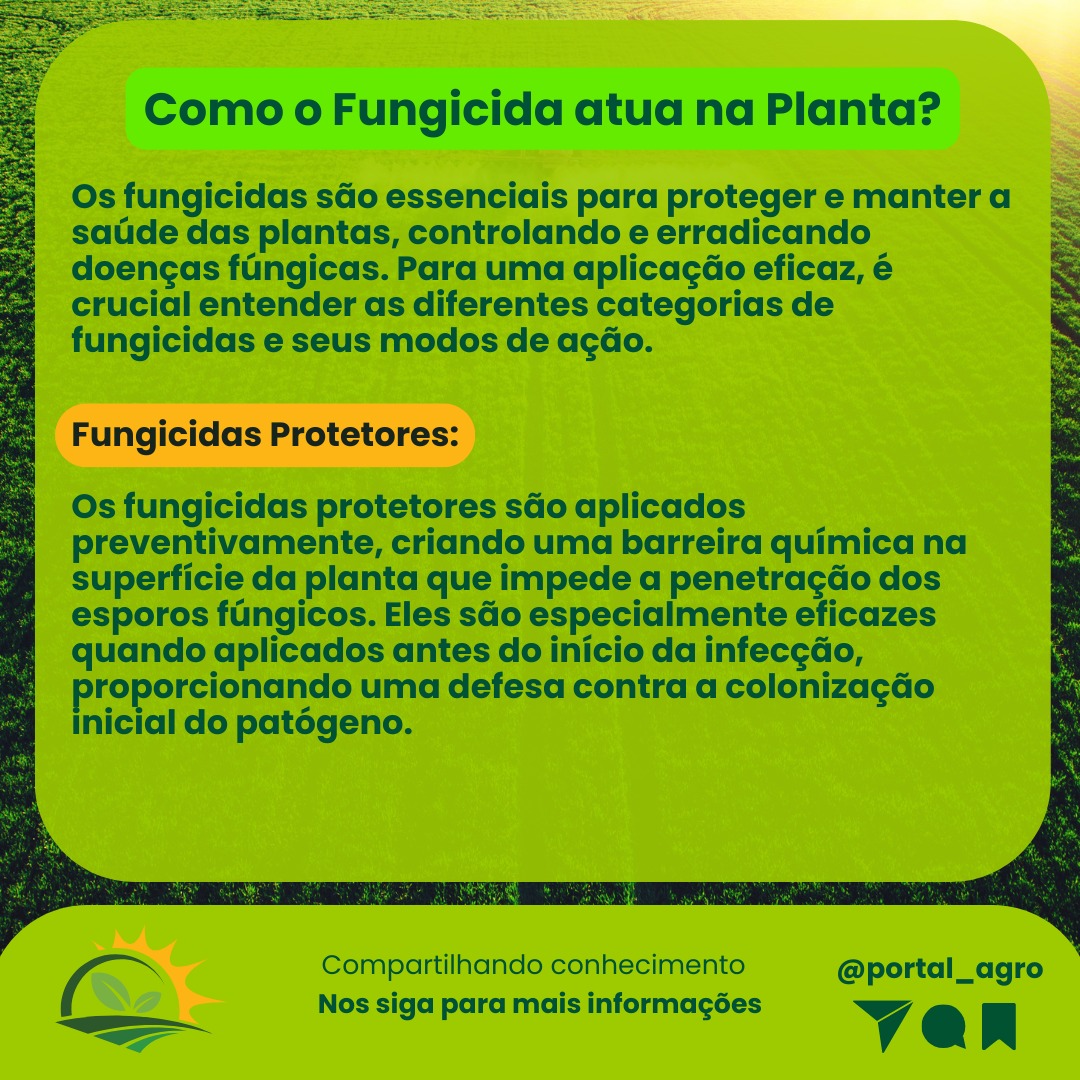 Como o Fungicida atua na Planta?
Os fungicidas são essenciais para proteger e manter a
saúde das plantas, controlando e erradicando
doenças fúngicas. Para uma aplicação eficaz, é
crucial entender as diferentes categorias de
fungicidas e seus modos de ação.
Fungicidas Protetores:
Os fungicidas protetores são aplicados
preventivamente, criando uma barreira química na
superfície da planta que impede a penetração dos
esporos fúngicos. Eles são especialmente eficazes
quando aplicados antes do início da infecção,
proporcionando uma defesa contra a colonização
inicial do patógeno.
Compartilhando conhecimento
Nos siga para mais informações
@portal_agro